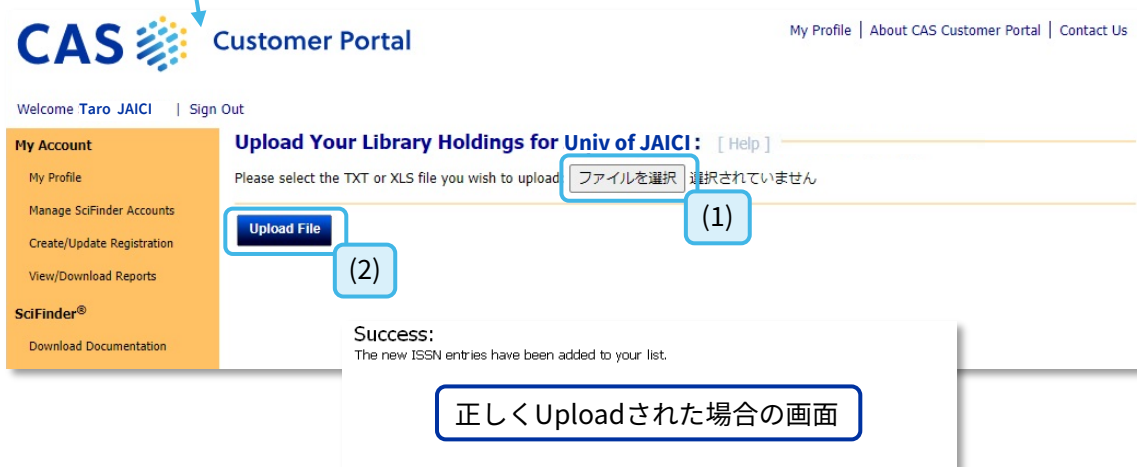 CAS Customer Portal
My Profile | About CAS Customer Portal | Contact Us
Welcome Taro JAICI | Sign Out
My Account
My Profile
Manage SciFinder Accounts
Create/Update Registration
View/Download Reports
SciFinder®
Download Documentation
Upload Your Library Holdings for Univ of JAICI: [ Help ]
Please select the TXT or XLS file you wish to upload: ファイルを選択 選択されていません
(1)
Upload File
(2)
Success:
The new ISSN entries have been added to your list.
正しくUploadされた場合の画面